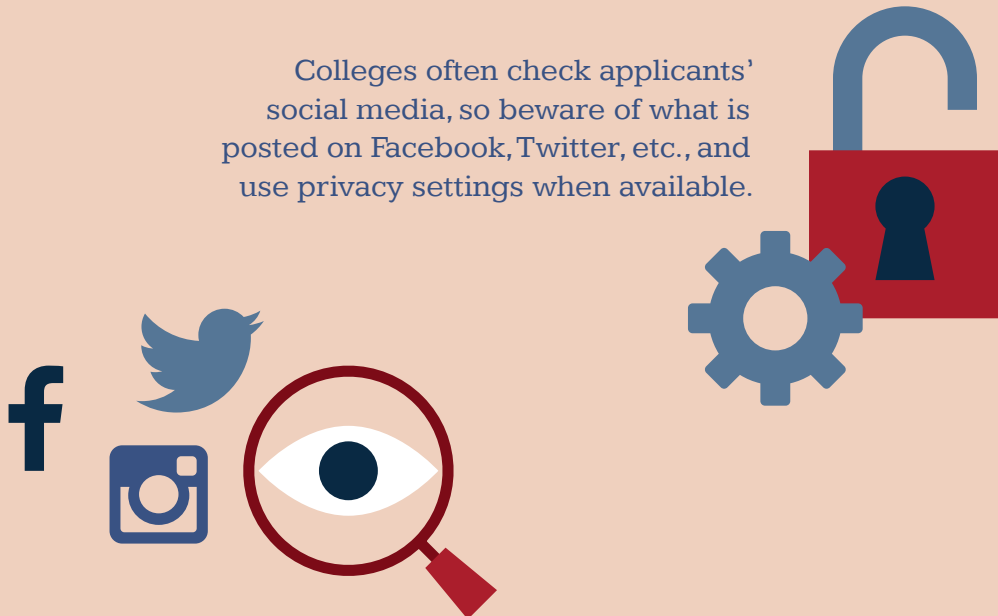 Colleges often check applicants’
social media, so beware of what is
posted on Facebook, Twitter, etc., and
use privacy settings when available.